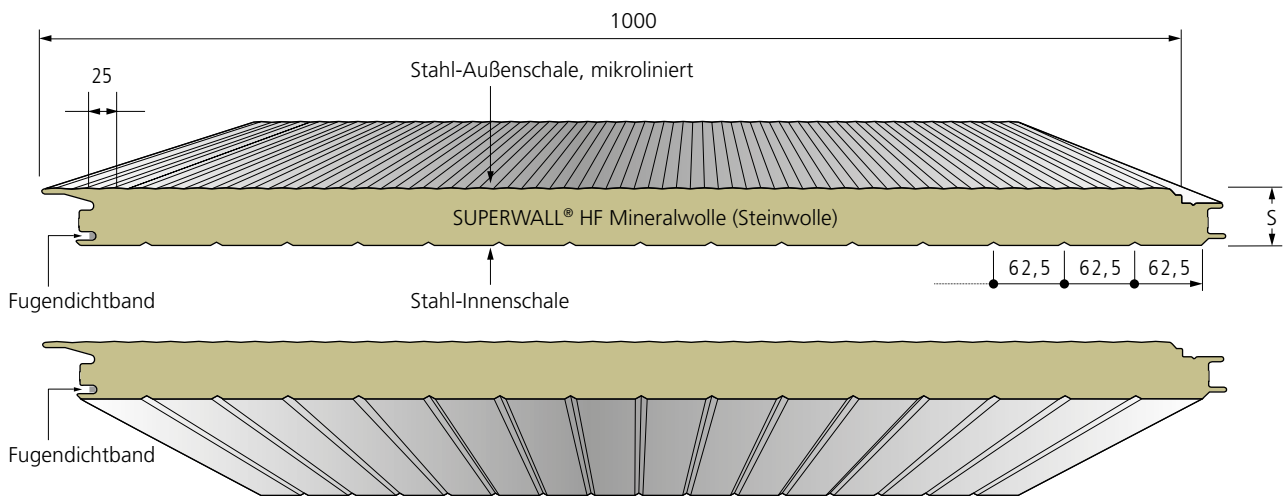 1000
25
Stahl-Außenschale, mikroliniert
SUPERWALL® HF Mineralwolle (Steinwolle)
S
62,5 62,5 62,5
Fugendichtband
Stahl-Innenschale
Fugendichtband